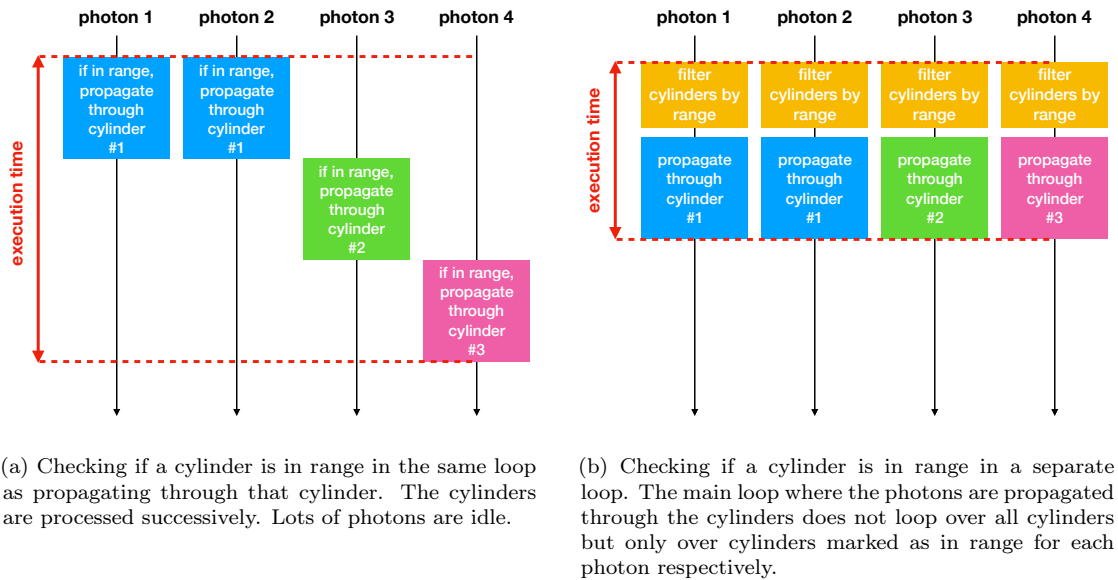 photon 1
photon 2
photon 3
photon 4
execution time
if in range,
propagate
through
cylinder
#1
if in range,
propagate
through
cylinder
#1
if in range,
propagate
through
cylinder
#2
if in range,
propagate
through
cylinder
#3
(a) Checking if a cylinder is in range in the same loop
as propagating through that cylinder. The cylinders
are processed successively. Lots of photons are idle.
photon 1
photon 2
photon 3
photon 4
execution time
filter
cylinders by
range
filter
cylinders by
range
filter
cylinders by
range
filter
cylinders by
range
propagate
through
cylinder
#1
propagate
through
cylinder
#1
propagate
through
cylinder
#2
propagate
through
cylinder
#3
(b) Checking if a cylinder is in range in a separate
loop. The main loop where the photons are propagated
through the cylinders does not loop over all cylinders
but only over cylinders marked as in range for each
photon respectively.